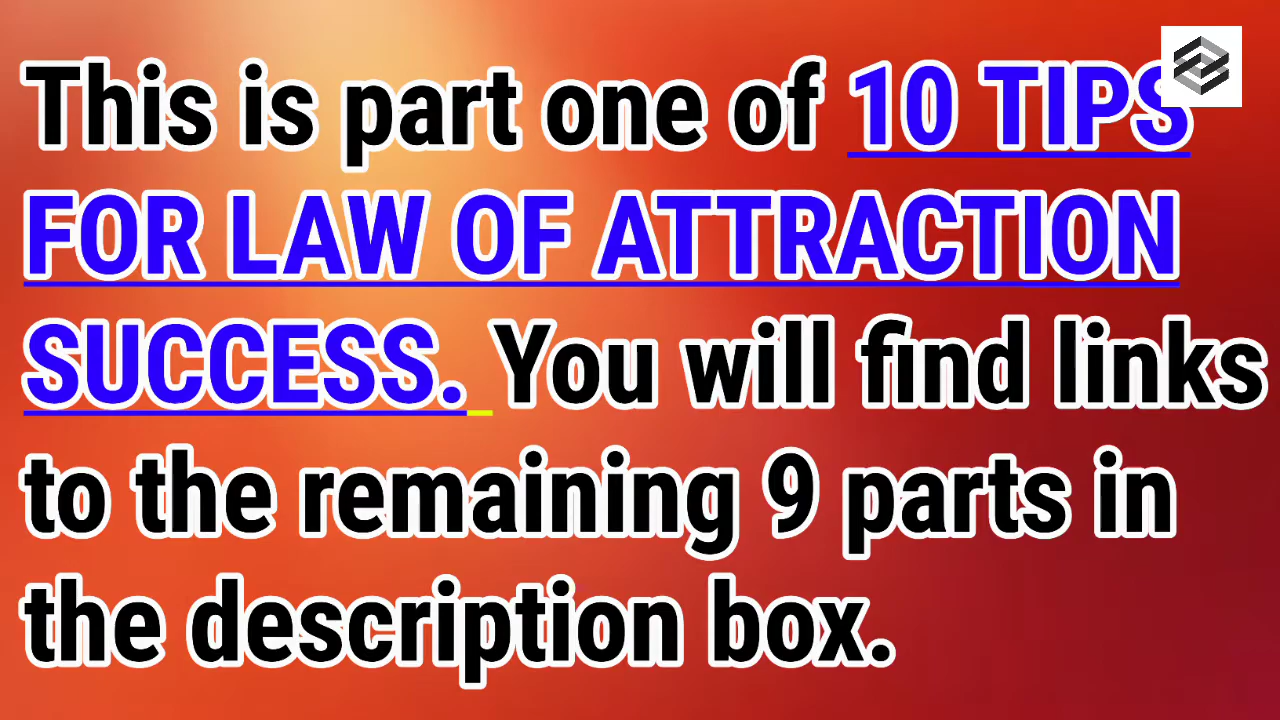 This is part one of 10 TIPS
FOR LAW OF ATTRACTION
SUCCESS. You will find links
to the remaining 9 parts in
the description box.